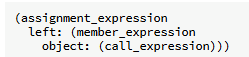 (assignment_expression
  left: (member_expression
    object: (call_expression)))